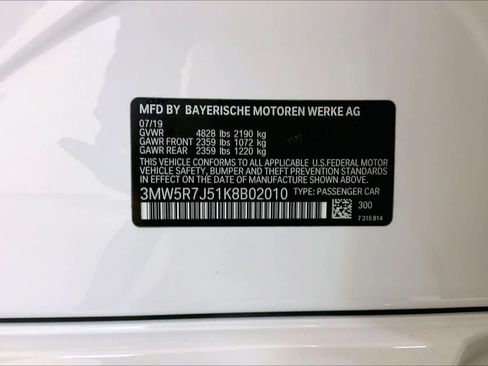 MFD BY BAYERISCHE MOTOREN WERKE AG
07/19
GVWR 4828 lbs 2190 kg
GAWR FRONT 2359 lbs 1072 kg
GAWR REAR 2359 lbs 1220 kg
THIS VEHICLE CONFORMS TO ALL APPLICABLE U.S.FEDERAL MOTOR
VEHICLE SAFETY, BUMPER, AND THEFT PREVENTION STANDARDS IN
EFFECT ON THE DATE OF MANUFACTURE SHOWN ABOVE.
3MW5R7J51K8B02010 TYPE: PASSENGER CAR
300
7 315 814